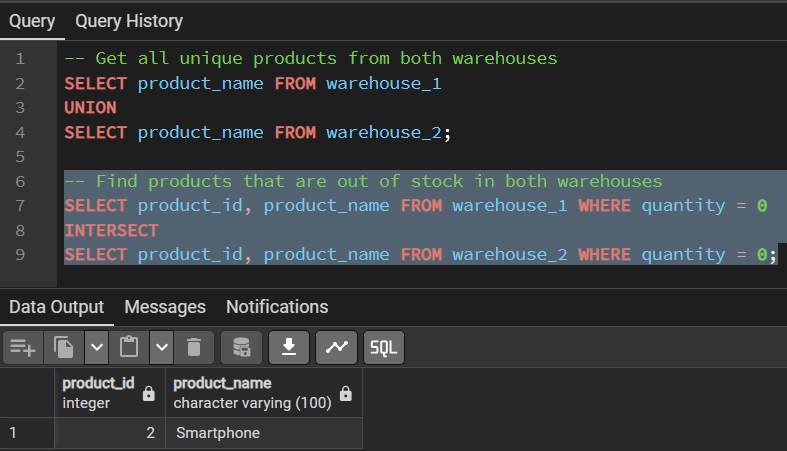 Query Query History
1 -- Get all unique products from both warehouses
2 SELECT product_name FROM warehouse_1
3 UNION
4 SELECT product_name FROM warehouse_2;
5
6 -- Find products that are out of stock in both warehouses
7 SELECT product_id, product_name FROM warehouse_1 WHERE quantity = 0
8 INTERSECT
9 SELECT product_id, product_name FROM warehouse_2 WHERE quantity = 0;
Data Output Messages Notifications
SQL
product_id product_name
integer character varying (100)
1 2 Smartphone